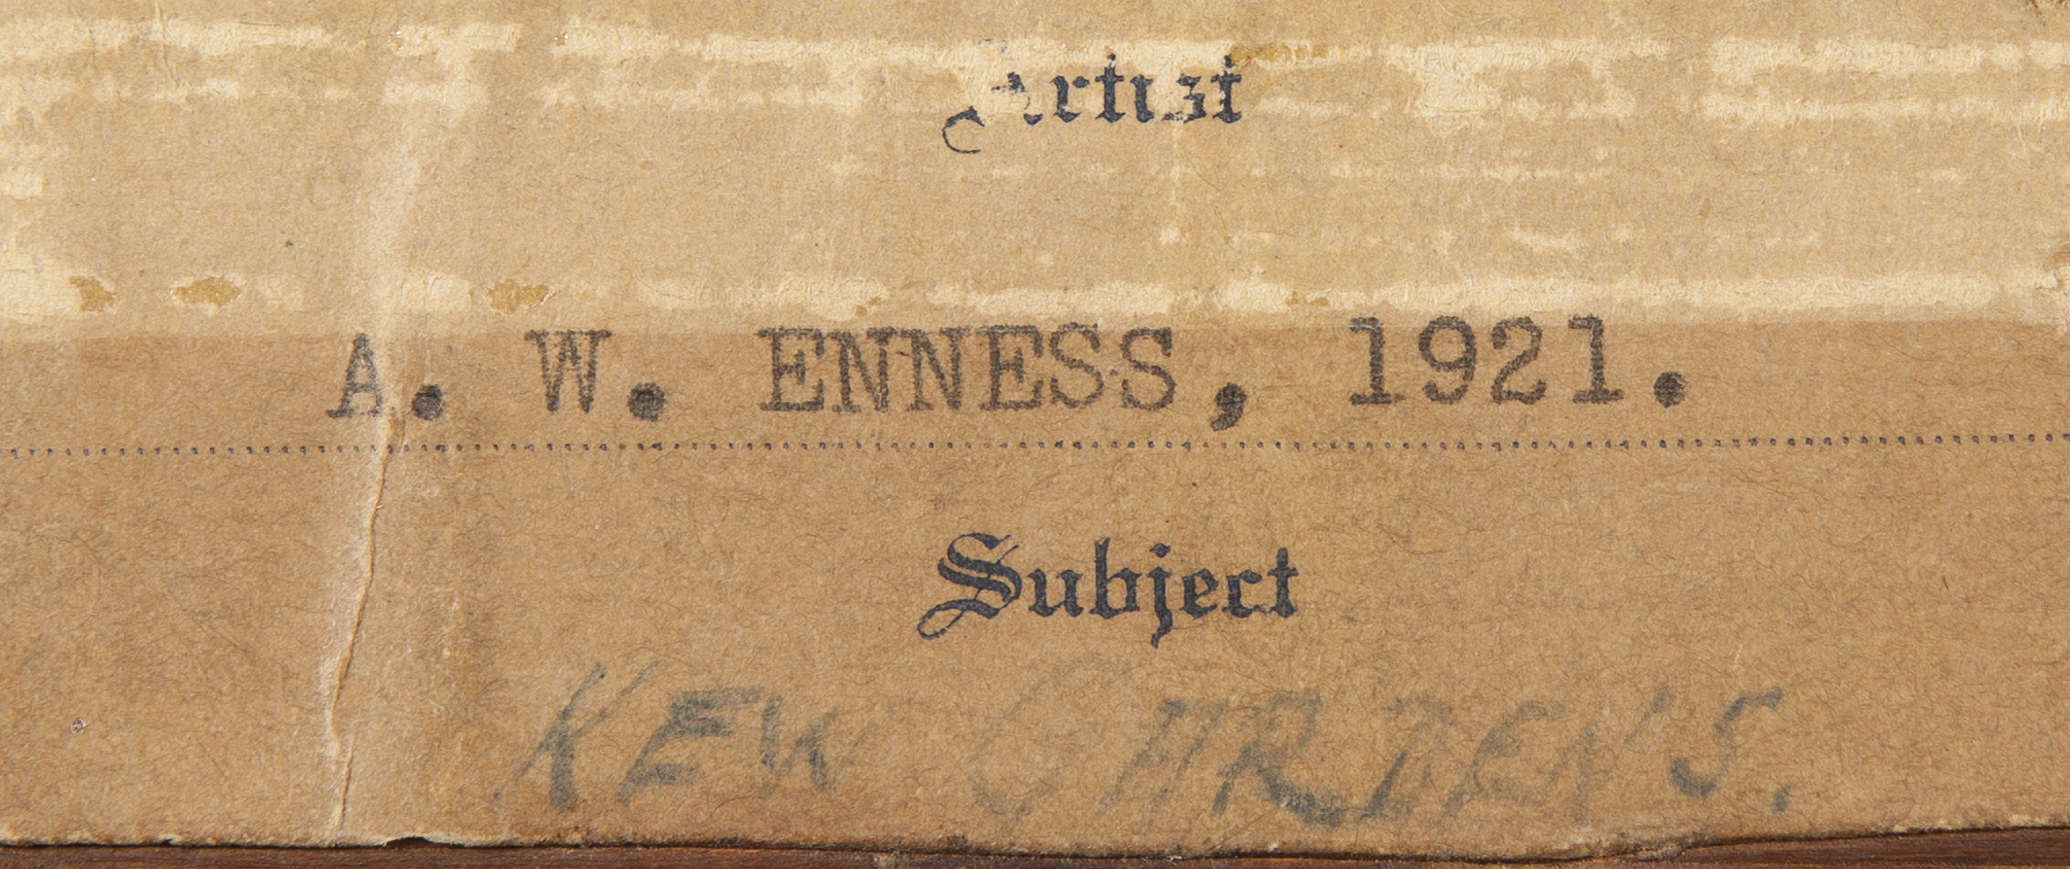 Artist
A. W. ENNESS, 1921.
Subject
KEW GARDENS.